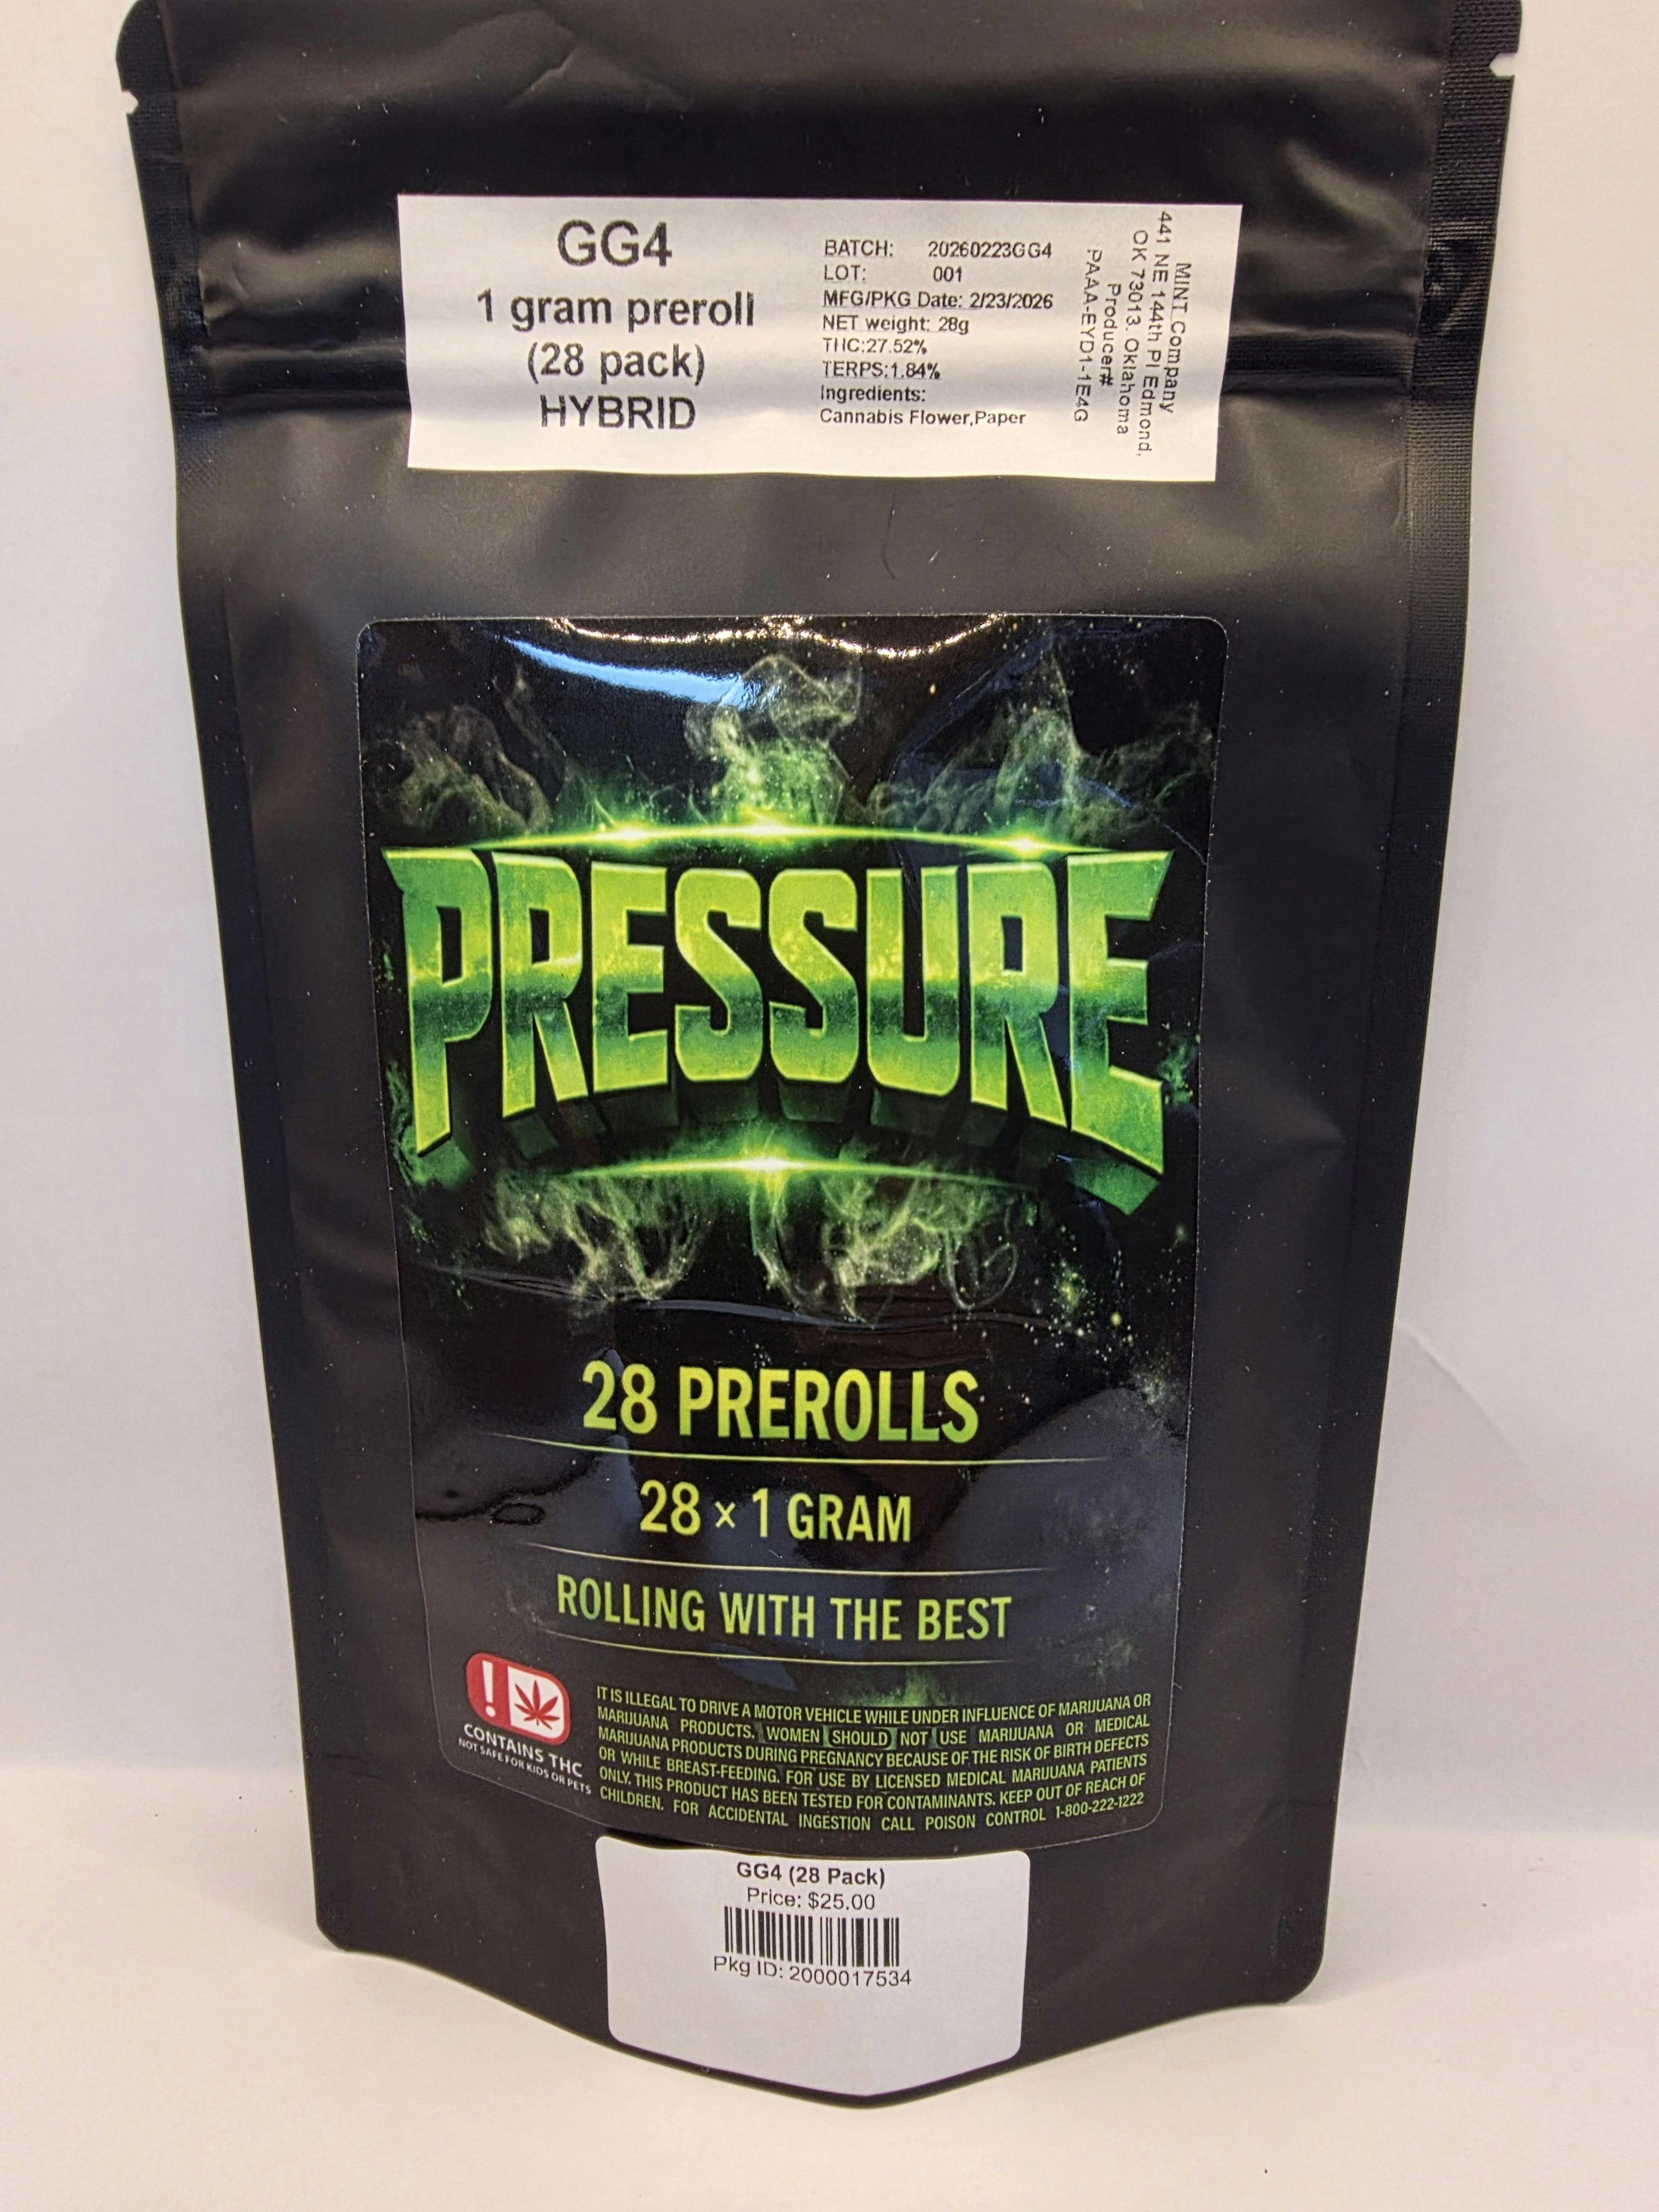 GG4
1 gram preroll
(28 pack)
HYBRID
BATCH: 20260223GG4
LOT: 001
MFG/PKG Date: 2/23/2026
NET weight: 28g
THC:27.52%
TERPS:1.84%
Ingredients:
Cannabis Flower,Paper
MINT Company
441 NE 144th Pl Edmond,
OK 73013. Oklahoma
Producer#
PAAA-EYD1-1E4G
PRESSURE
28 PREROLLS
28 × 1 GRAM
ROLLING WITH THE BEST
!
CONTAINS THC
NOT SAFE FOR KIDS OR PETS
IT IS ILLEGAL TO DRIVE A MOTOR VEHICLE WHILE UNDER INFLUENCE OF MARIJUANA OR
MARIJUANA PRODUCTS. WOMEN SHOULD NOT USE MARIJUANA OR MEDICAL
MARIJUANA PRODUCTS DURING PREGNANCY BECAUSE OF THE RISK OF BIRTH DEFECTS
OR WHILE BREAST-FEEDING. FOR USE BY LICENSED MEDICAL MARIJUANA PATIENTS
ONLY, THIS PRODUCT HAS BEEN TESTED FOR CONTAMINANTS. KEEP OUT OF REACH OF
CHILDREN. FOR ACCIDENTAL INGESTION CALL POISON CONTROL 1-800-222-1222
GG4 (28 Pack)
Price: $25.00
Pkg ID: 2000017534